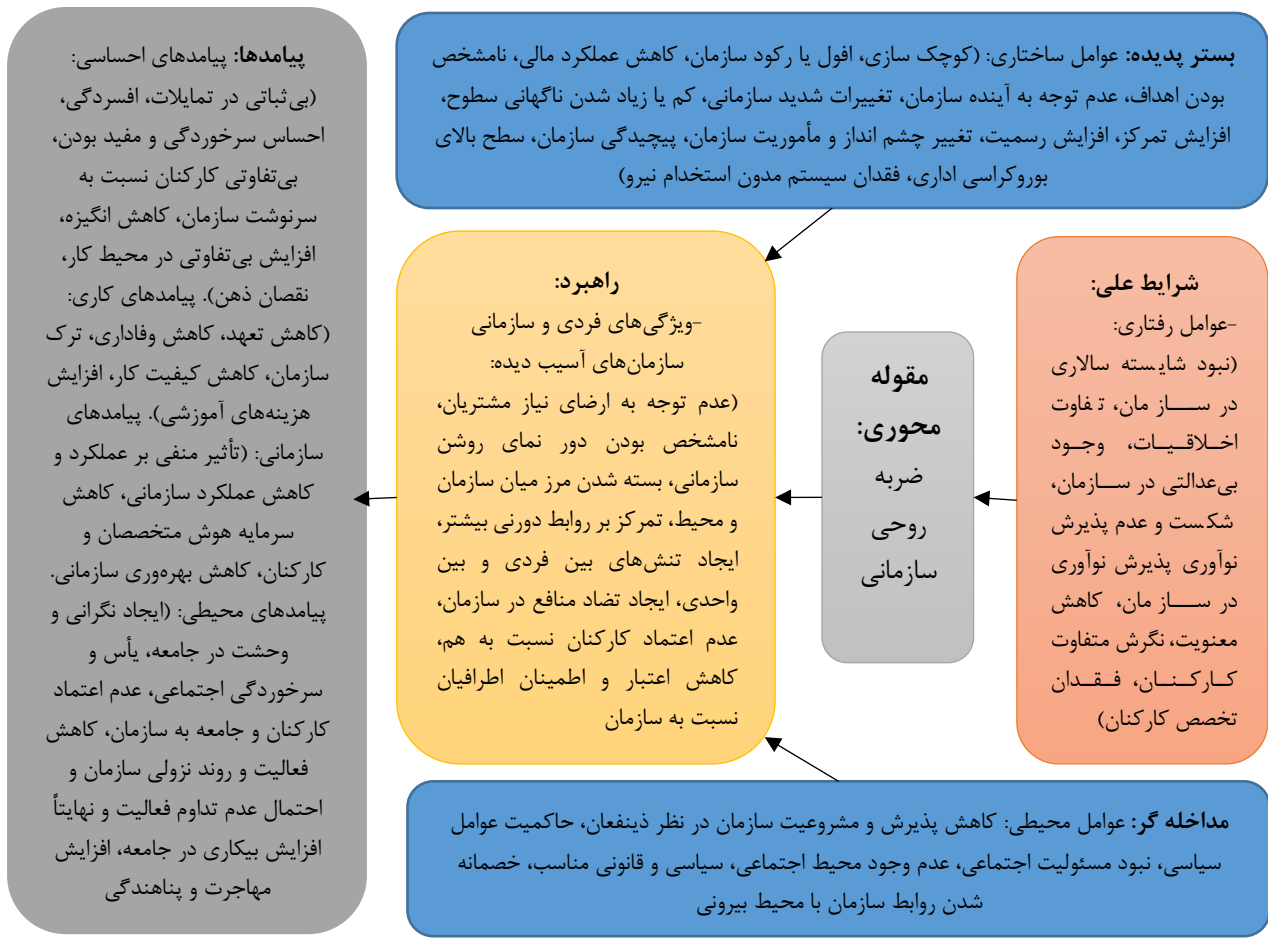 بستر پدیده: عوامل ساختاری: (کوچک سازی، افول یا رکود سازمان، کاهش عملکرد مالی، نامشخص
بودن اهداف، عدم توجه به آینده سازمان، تغییرات شدید سازمانی، کم یا زیاد شدن ناگهانی سطوح،
افزایش تمرکز، افزایش رسمیت، تغییر چشم انداز و مأموریت سازمان، پیچیدگی سازمان، سطح بالای
بوروکراسی اداری، فقدان سیستم مدون استخدام نیرو)
شرایط علی:
-عوامل رفتاری:
(نبود شایسته سالاری
در سازمان، تفاوت
اخلاقیات، وجود
بی‌عدالتی در سازمان،
شکست و عدم پذیرش
نوآوری پذیرش نوآوری
در سازمان، کاهش
معنویت، نگرش متفاوت
کارکنان، فقدان
تخصص کارکنان)
مقوله
محوری:
ضربه
روحی
سازمانی
راهبرد:
-ویژگی‌های فردی و سازمانی
سازمان‌های آسیب دیده:
(عدم توجه به ارضای نیاز مشتریان،
نامشخص بودن دور نمای روشن
سازمانی، بسته شدن مرز میان سازمان
و محیط، تمرکز بر روابط دورنی بیشتر،
ایجاد تنش‌های بین فردی و بین
واحدی، ایجاد تضاد منافع در سازمان،
عدم اعتماد کارکنان نسبت به هم،
کاهش اعتبار و اطمینان اطرافیان
نسبت به سازمان
مداخله گر: عوامل محیطی: کاهش پذیرش و مشروعیت سازمان در نظر ذینفعان، حاکمیت عوامل
سیاسی، نبود مسئولیت اجتماعی، عدم وجود محیط اجتماعی، سیاسی و قانونی مناسب، خصمانه
شدن روابط سازمان با محیط بیرونی
پیامدها: پیامدهای احساسی:
(بی‌ثباتی در تمایلات، افسردگی،
احساس سرخوردگی و مفید بودن،
بی‌تفاوتی کارکنان نسبت به
سرنوشت سازمان، کاهش انگیزه،
افزایش بی‌تفاوتی در محیط کار،
نقصان ذهن). پیامدهای کاری:
(کاهش تعهد، کاهش وفاداری، ترک
سازمان، کاهش کیفیت کار، افزایش
هزینه‌های آموزشی). پیامدهای
سازمانی: (تأثیر منفی بر عملکرد و
کاهش عملکرد سازمانی، کاهش
سرمایه هوش متخصصان و
کارکنان، کاهش بهره‌وری سازمانی.
پیامدهای محیطی: (ایجاد نگرانی و
وحشت در جامعه، یأس و
سرخوردگی اجتماعی، عدم اعتماد
کارکنان و جامعه به سازمان، کاهش
فعالیت و روند نزولی سازمان و
احتمال عدم تداوم فعالیت و نهایتاً
افزایش بیکاری در جامعه، افزایش
مهاجرت و پناهندگی